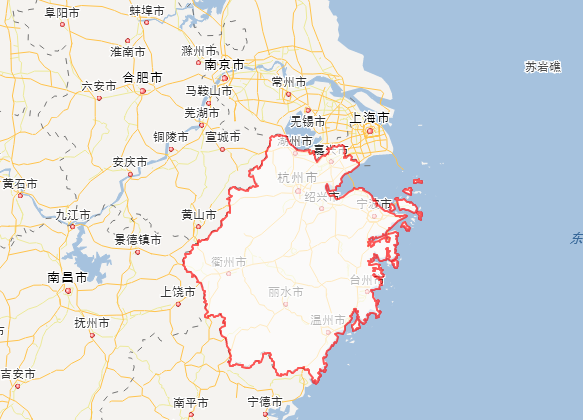 阜阳市
蚌埠市
淮南市
滁州市
南京市
苏岩礁
六安市
合肥市
常州市
马鞍山市
芜湖市
无锡市
上海市
铜陵市
宣城市
湖州市
嘉兴市
安庆市
杭州市
黄石市
绍兴市
宁波市
九江市
黄山市
景德镇市
东
衢州市
南昌市
台州市
上饶市
丽水市
抚州市
温州市
市
吉安市
南平市
宁德市